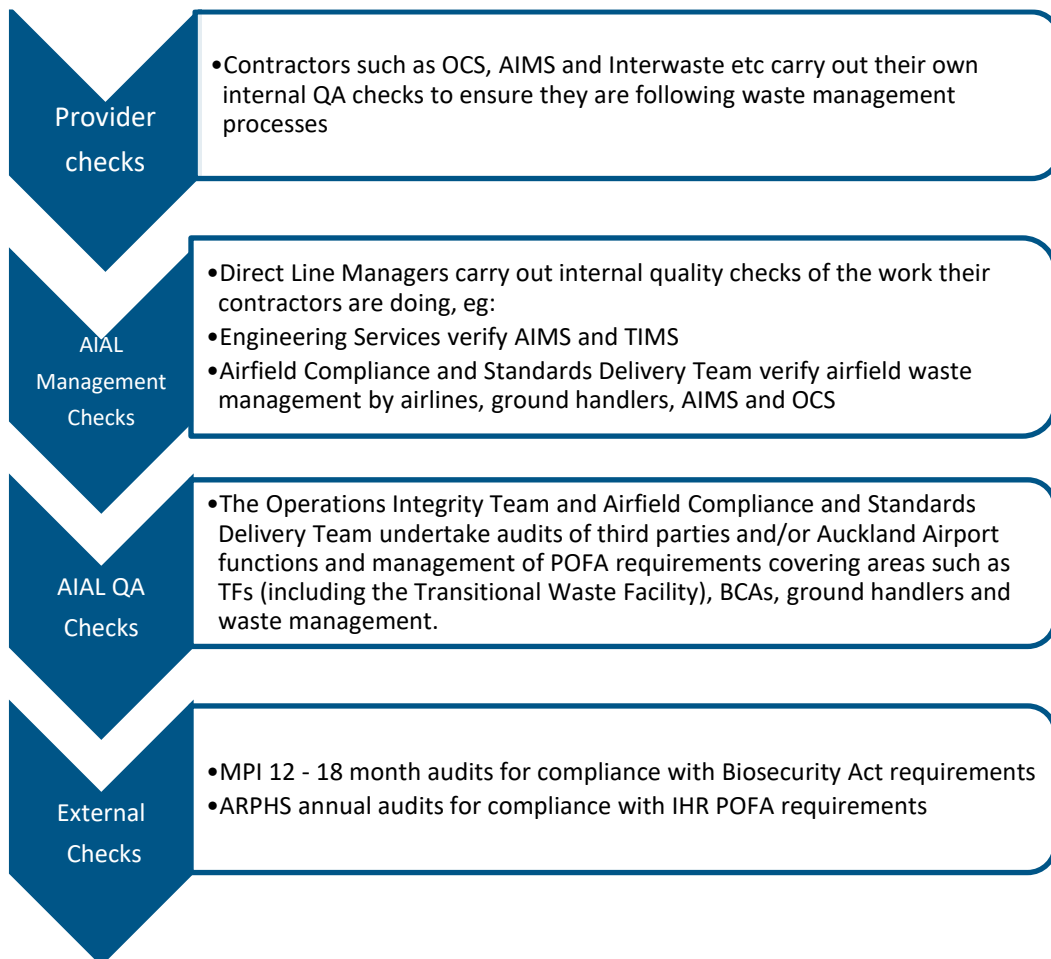 Provider
checks
•Contractors such as OCS, AIMS and Interwaste etc carry out their own
internal QA checks to ensure they are following waste management
processes
AIAL
Management
Checks
•Direct Line Managers carry out internal quality checks of the work their
contractors are doing, eg:
•Engineering Services verify AIMS and TIMS
•Airfield Compliance and Standards Delivery Team verify airfield waste
management by airlines, ground handlers, AIMS and OCS
AIAL QA
Checks
•The Operations Integrity Team and Airfield Compliance and Standards
Delivery Team undertake audits of third parties and/or Auckland Airport
functions and management of POFA requirements covering areas such as
TFs (including the Transitional Waste Facility), BCAs, ground handlers and
waste management.
External
Checks
•MPI 12 - 18 month audits for compliance with Biosecurity Act requirements
•ARPHS annual audits for compliance with IHR POFA requirements